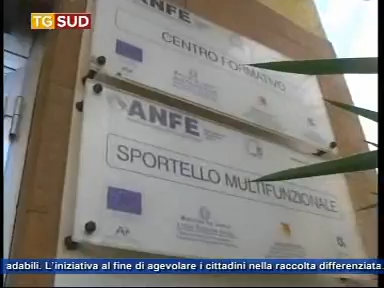 TG SUD
ANFE
CENTRO FORMATIVO
ANFE
SPORTELLO MULTIFUNZIONALE
adabili. L'iniziativa al fine di agevolare i cittadini nella raccolta differenziata.